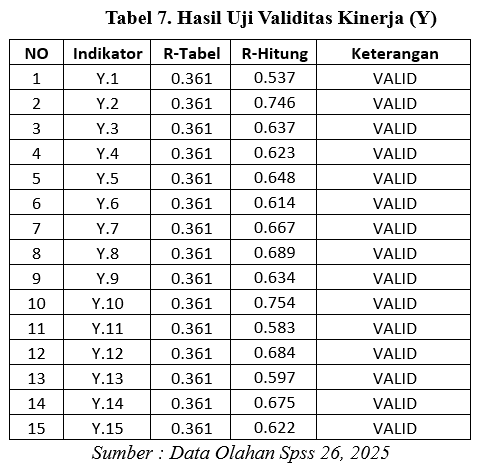 Tabel 7. Hasil Uji Validitas Kinerja (Y)
NO Indikator R-Tabel R-Hitung Keterangan
1 Y.1 0.361 0.537 VALID
2 Y.2 0.361 0.746 VALID
3 Y.3 0.361 0.637 VALID
4 Y.4 0.361 0.623 VALID
5 Y.5 0.361 0.648 VALID
6 Y.6 0.361 0.614 VALID
7 Y.7 0.361 0.667 VALID
8 Y.8 0.361 0.689 VALID
9 Y.9 0.361 0.634 VALID
10 Y.10 0.361 0.754 VALID
11 Y.11 0.361 0.583 VALID
12 Y.12 0.361 0.684 VALID
13 Y.13 0.361 0.597 VALID
14 Y.14 0.361 0.675 VALID
15 Y.15 0.361 0.622 VALID
Sumber : Data Olahan Spss 26, 2025